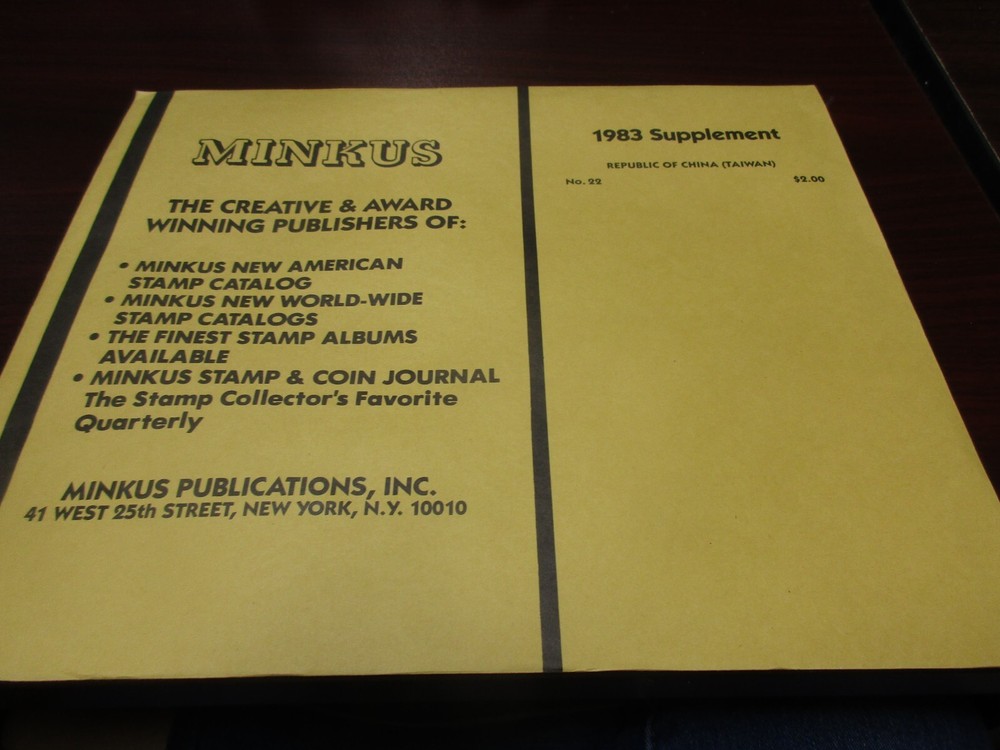 MINKUS
THE CREATIVE & AWARD
WINNING PUBLISHERS OF:
• MINKUS NEW AMERICAN
STAMP CATALOG
• MINKUS NEW WORLD-WIDE
STAMP CATALOGS
• THE FINEST STAMP ALBUMS
AVAILABLE
• MINKUS STAMP & COIN JOURNAL
The Stamp Collector's Favorite
Quarterly
MINKUS PUBLICATIONS, INC.
41 WEST 25th STREET, NEW YORK, N.Y. 10010
1983 Supplement
REPUBLIC OF CHINA (TAIWAN)
No. 22 $2.00